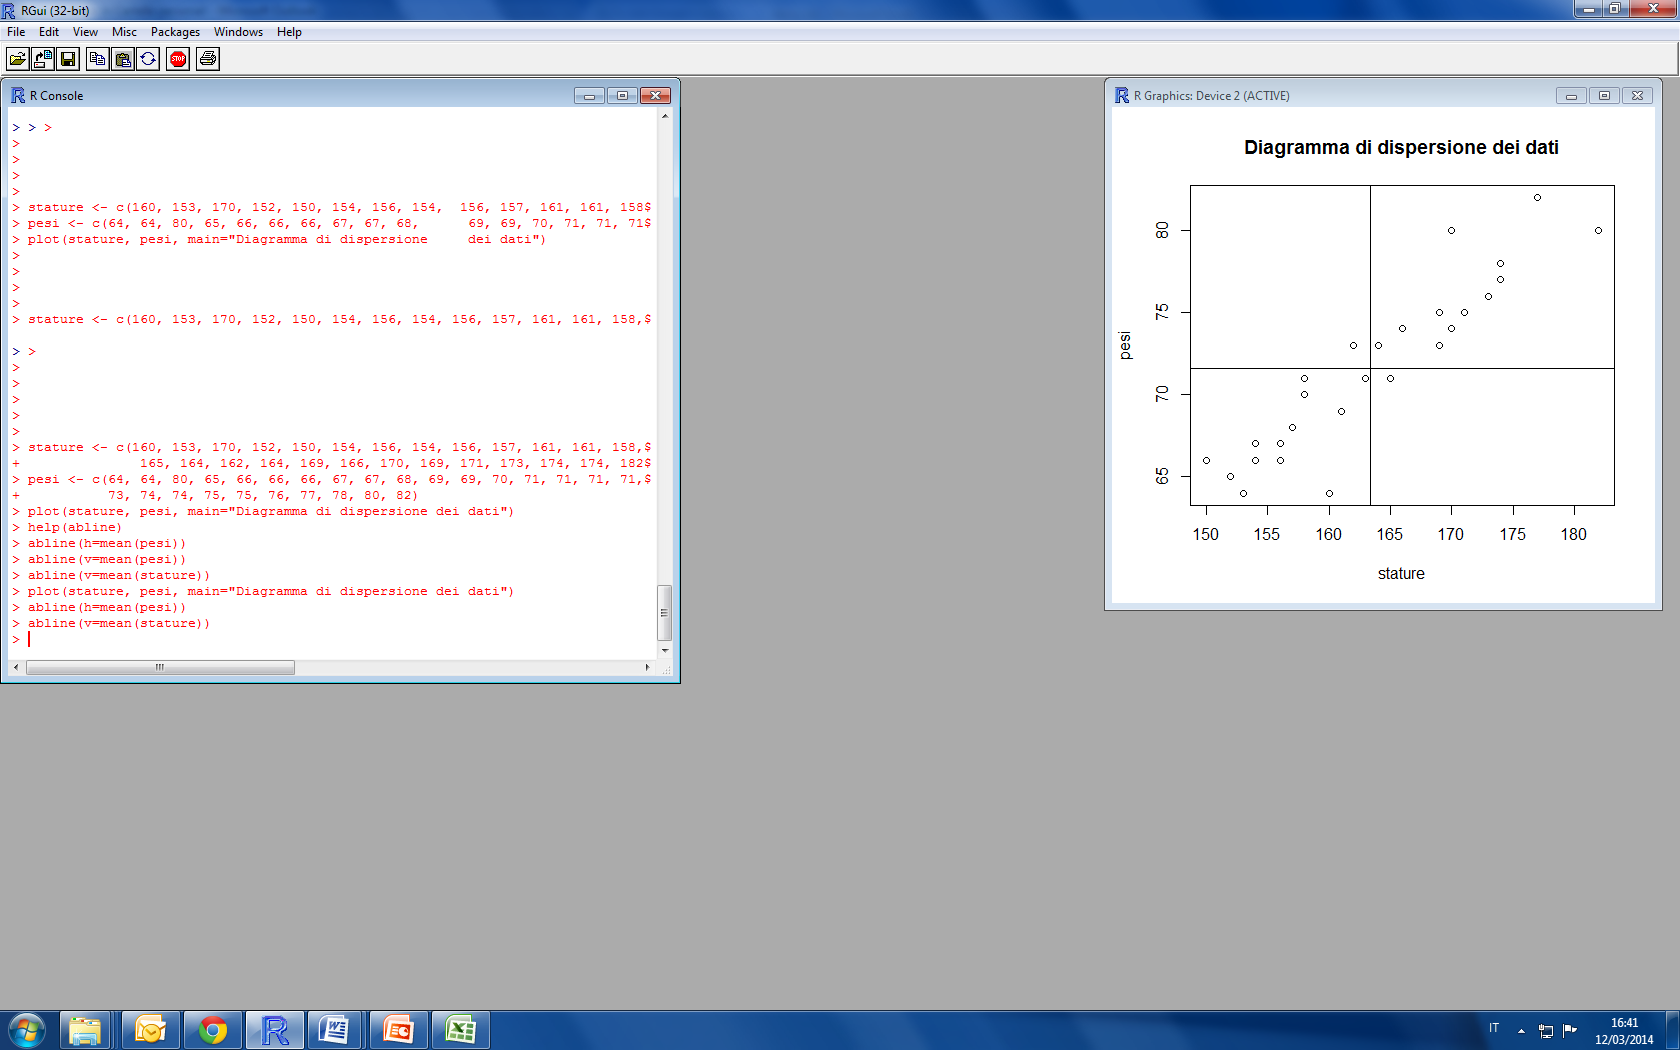 RGui (32-bit)
File Edit View Misc Packages Windows Help
STOP
R Console
> > >
>
>
>
>
> stature <- c(160, 153, 170, 152, 150, 154, 156, 154,  156, 157, 161, 161, 158$
> pesi <- c(64, 64, 80, 65, 66, 66, 66, 67, 67, 68,      69, 69, 70, 71, 71, 71$
> plot(stature, pesi, main="Diagramma di dispersione     dei dati")
>
>
>
>
> stature <- c(160, 153, 170, 152, 150, 154, 156, 154, 156, 157, 161, 161, 158,$
> >
>
>
>
>
>
> stature <- c(160, 153, 170, 152, 150, 154, 156, 154, 156, 157, 161, 161, 158,$
+               165, 164, 162, 164, 169, 166, 170, 169, 171, 173, 174, 174, 182$
> pesi <- c(64, 64, 80, 65, 66, 66, 66, 67, 67, 68, 69, 69, 70, 71, 71, 71, 71,$
+           73, 74, 74, 75, 75, 76, 77, 78, 80, 82)
> plot(stature, pesi, main="Diagramma di dispersione dei dati")
> help(abline)
> abline(h=mean(pesi))
> abline(v=mean(pesi))
> abline(v=mean(stature))
> plot(stature, pesi, main="Diagramma di dispersione dei dati")
> abline(h=mean(pesi))
> abline(v=mean(stature))
>
R Graphics: Device 2 (ACTIVE)
Diagramma di dispersione dei dati
80
75
70
65
pesi
150 155 160 165 170 175 180
stature
IT
16:41
12/03/2014